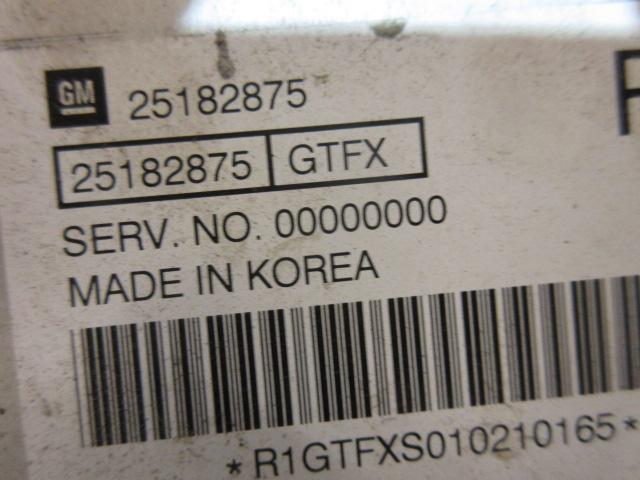 GM 25182875
25182875 GTFX
SERV. NO. 00000000
MADE IN KOREA
*R1GTFXS010210165*